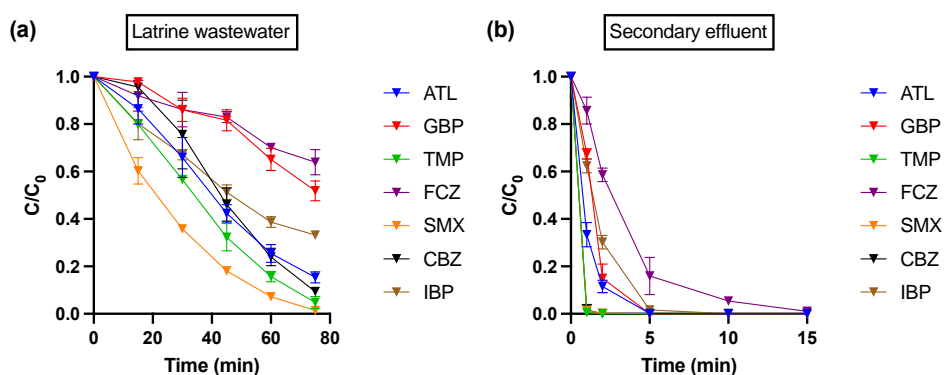 (a)
Latrine wastewater
1.0
0.8
0.6
0.4
0.2
0.0
C/C0
0
20
40
60
80
Time (min)
ATL
GBP
TMP
FCZ
SMX
CBZ
IBP
(b)
Secondary effluent
1.0
0.8
0.6
0.4
0.2
0.0
C/C0
0
5
10
15
Time (min)
ATL
GBP
TMP
FCZ
SMX
CBZ
IBP